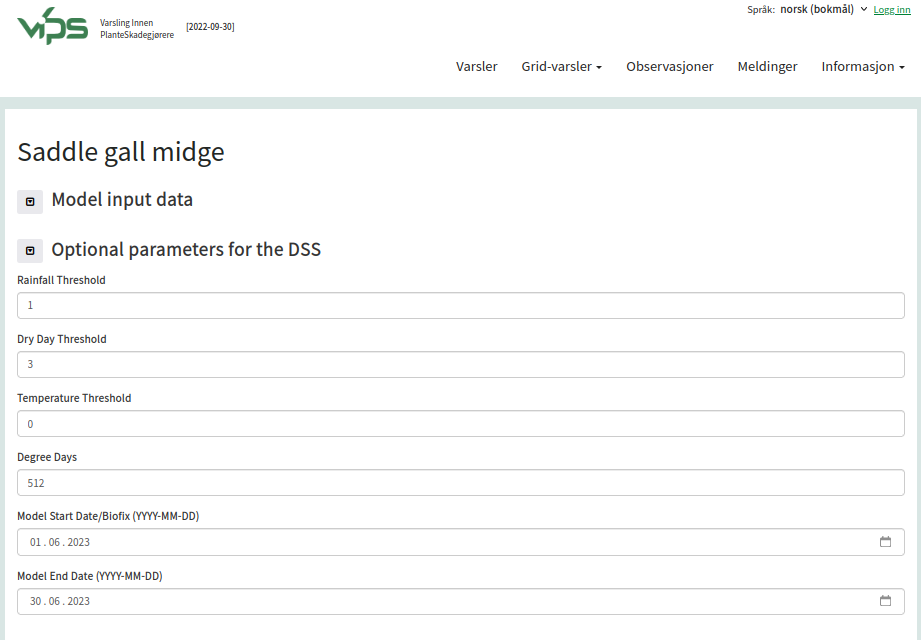 VIPS
Varsling Innen
PlanteSkadegjørere
[2022-09-30]
Språk: norsk (bokmål) Logg inn
Varsler Grid-varsler Observasjoner Meldinger Informasjon
Saddle gall midge
Model input data
Optional parameters for the DSS
Rainfall Threshold
1
Dry Day Threshold
3
Temperature Threshold
0
Degree Days
512
Model Start Date/Biofix (YYYY-MM-DD)
01 . 06 . 2023
Model End Date (YYYY-MM-DD)
30 . 06 . 2023